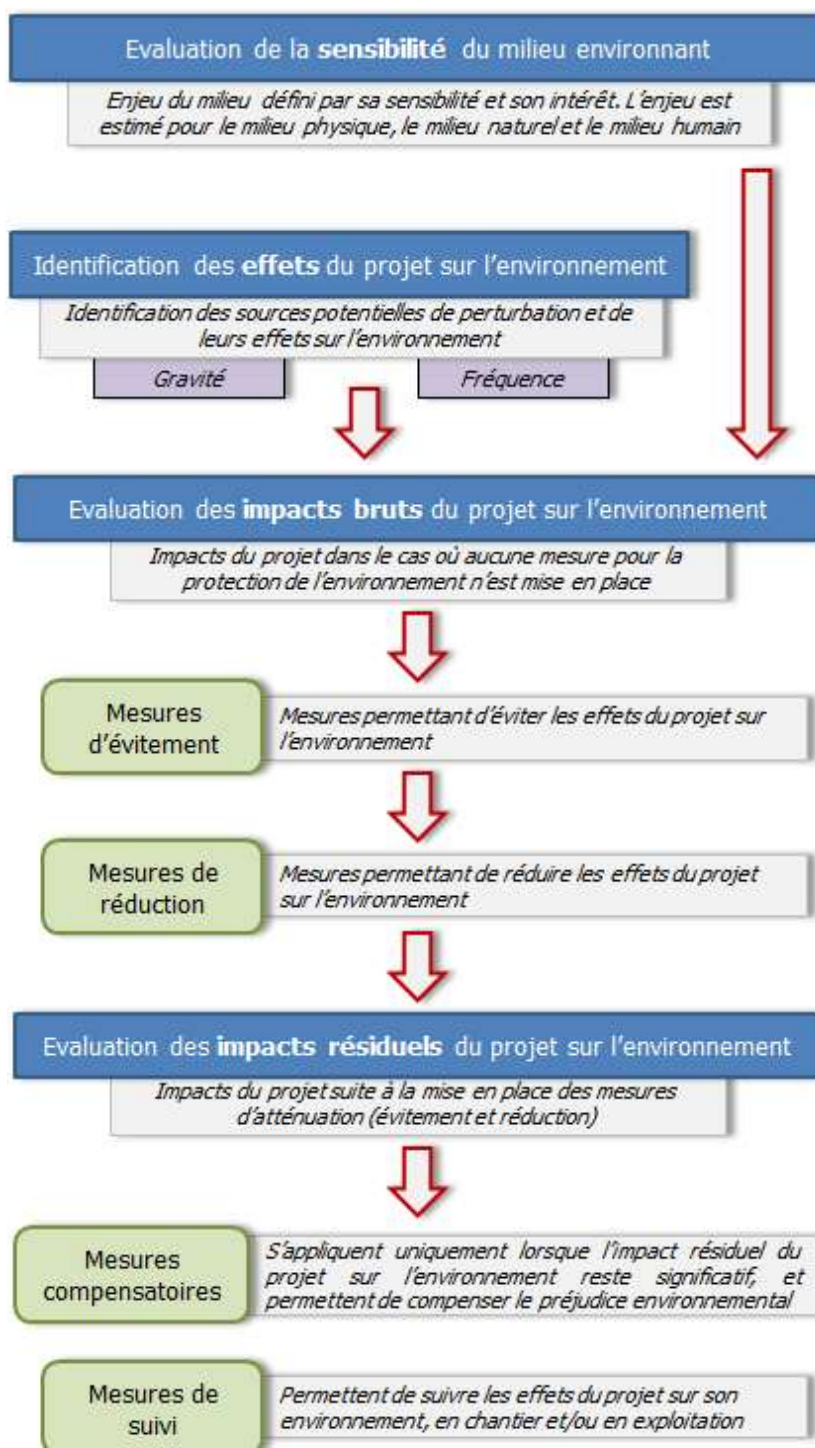 Evaluation de la sensibilité du milieu environnant
Enjeu du milieu défini par sa sensibilité et son intérêt. L'enjeu est
estimé pour le milieu physique, le milieu naturel et le milieu humain
Identification des effets du projet sur l'environnement
Identification des sources potentielles de perturbation et de
leurs effets sur l'environnement
Gravité
Fréquence
Evaluation des impacts bruts du projet sur l'environnement
Impacts du projet dans le cas où aucune mesure pour la
protection de l'environnement n'est mise en place
Mesures
d'évitement
Mesures permettant d'éviter les effets du projet sur
l'environnement
Mesures de
réduction
Mesures permettant de réduire les effets du projet
sur l'environnement
Evaluation des impacts résiduels du projet sur l'environnement
Impacts du projet suite à la mise en place des mesures
d'atténuation (évitement et réduction)
Mesures
compensatoires
S'appliquent uniquement lorsque l'impact résiduel du
projet sur l'environnement reste significatif, et
permettent de compenser le préjudice environnemental
Mesures de
suivi
Permettent de suivre les effets du projet sur son
environnement, en chantier et/ou en exploitation